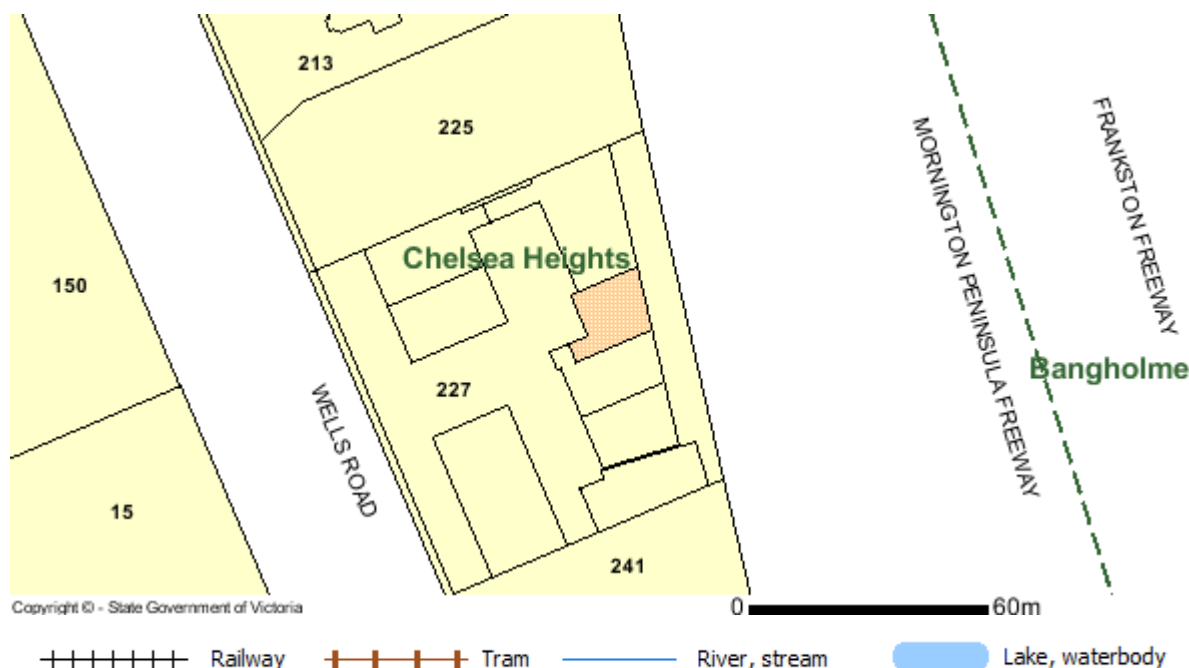 213
225
FRANKSTON FREEWAY
MORNINGTON PENINSULA FREEWAY
Chelsea Heights
150
Bangholme
227
WELLS ROAD
15
241
Copyright © - State Government of Victoria
0 60m
Railway Tram River, stream Lake, waterbody